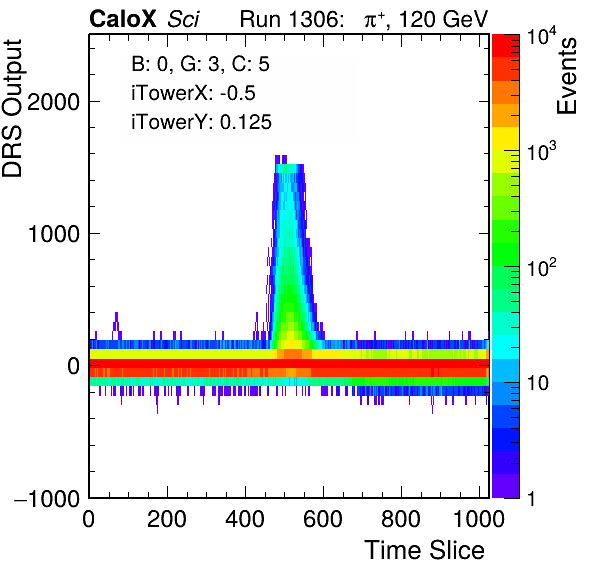 CaloX Sci Run 1306: π⁺, 120 GeV
B: 0, G: 3, C: 5
iTowerX: -0.5
iTowerY: 0.125
DRS Output
2000
1000
0
−1000
0 200 400 600 800 1000
Time Slice
Events
10⁴
10³
10²
10
1